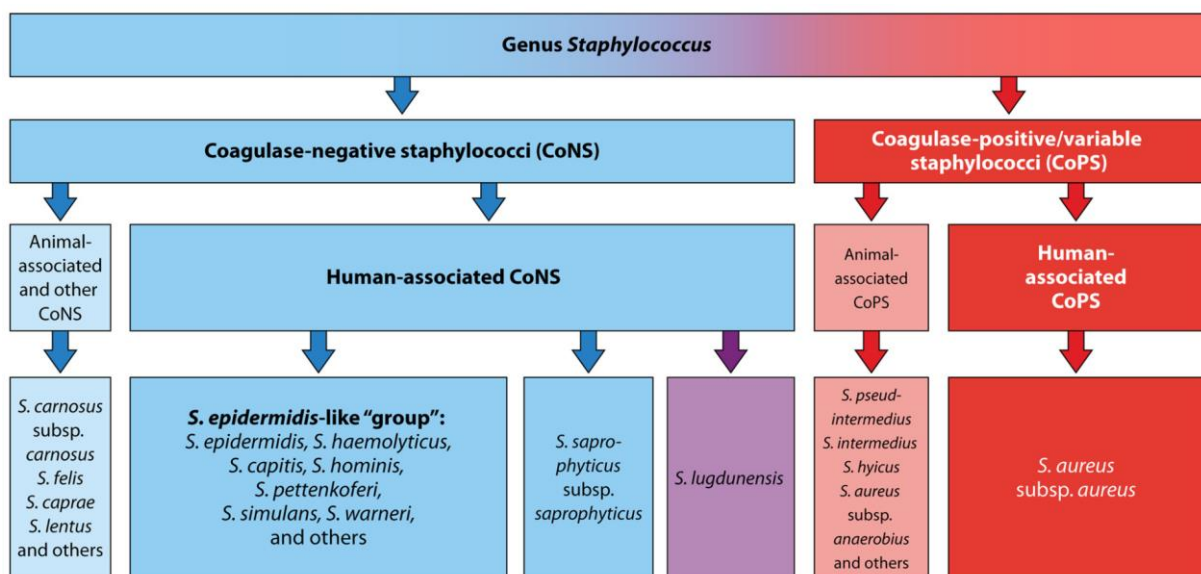 Genus Staphylococcus
Coagulase-negative staphylococci (CoNS)
Coagulase-positive/variable
staphylococci (CoPS)
Animal-
associated
and other
CoNS
Human-associated CoNS
Animal-
associated
CoPS
Human-
associated
CoPS
S. carnosus
subsp.
carnosus
S. felis
S. caprae
S. lentus
and others
S. epidermidis-like “group”:
S. epidermidis, S. haemolyticus,
S. capitis, S. hominis,
S. pettenkoferi,
S. simulans, S. warneri,
and others
S. sapro-
phyticus
subsp.
saprophyticus
S. lugdunensis
S. pseud-
intermedius
S. intermedius
S. hyicus
S. aureus
subsp.
anaerobius
and others
S. aureus
subsp. aureus